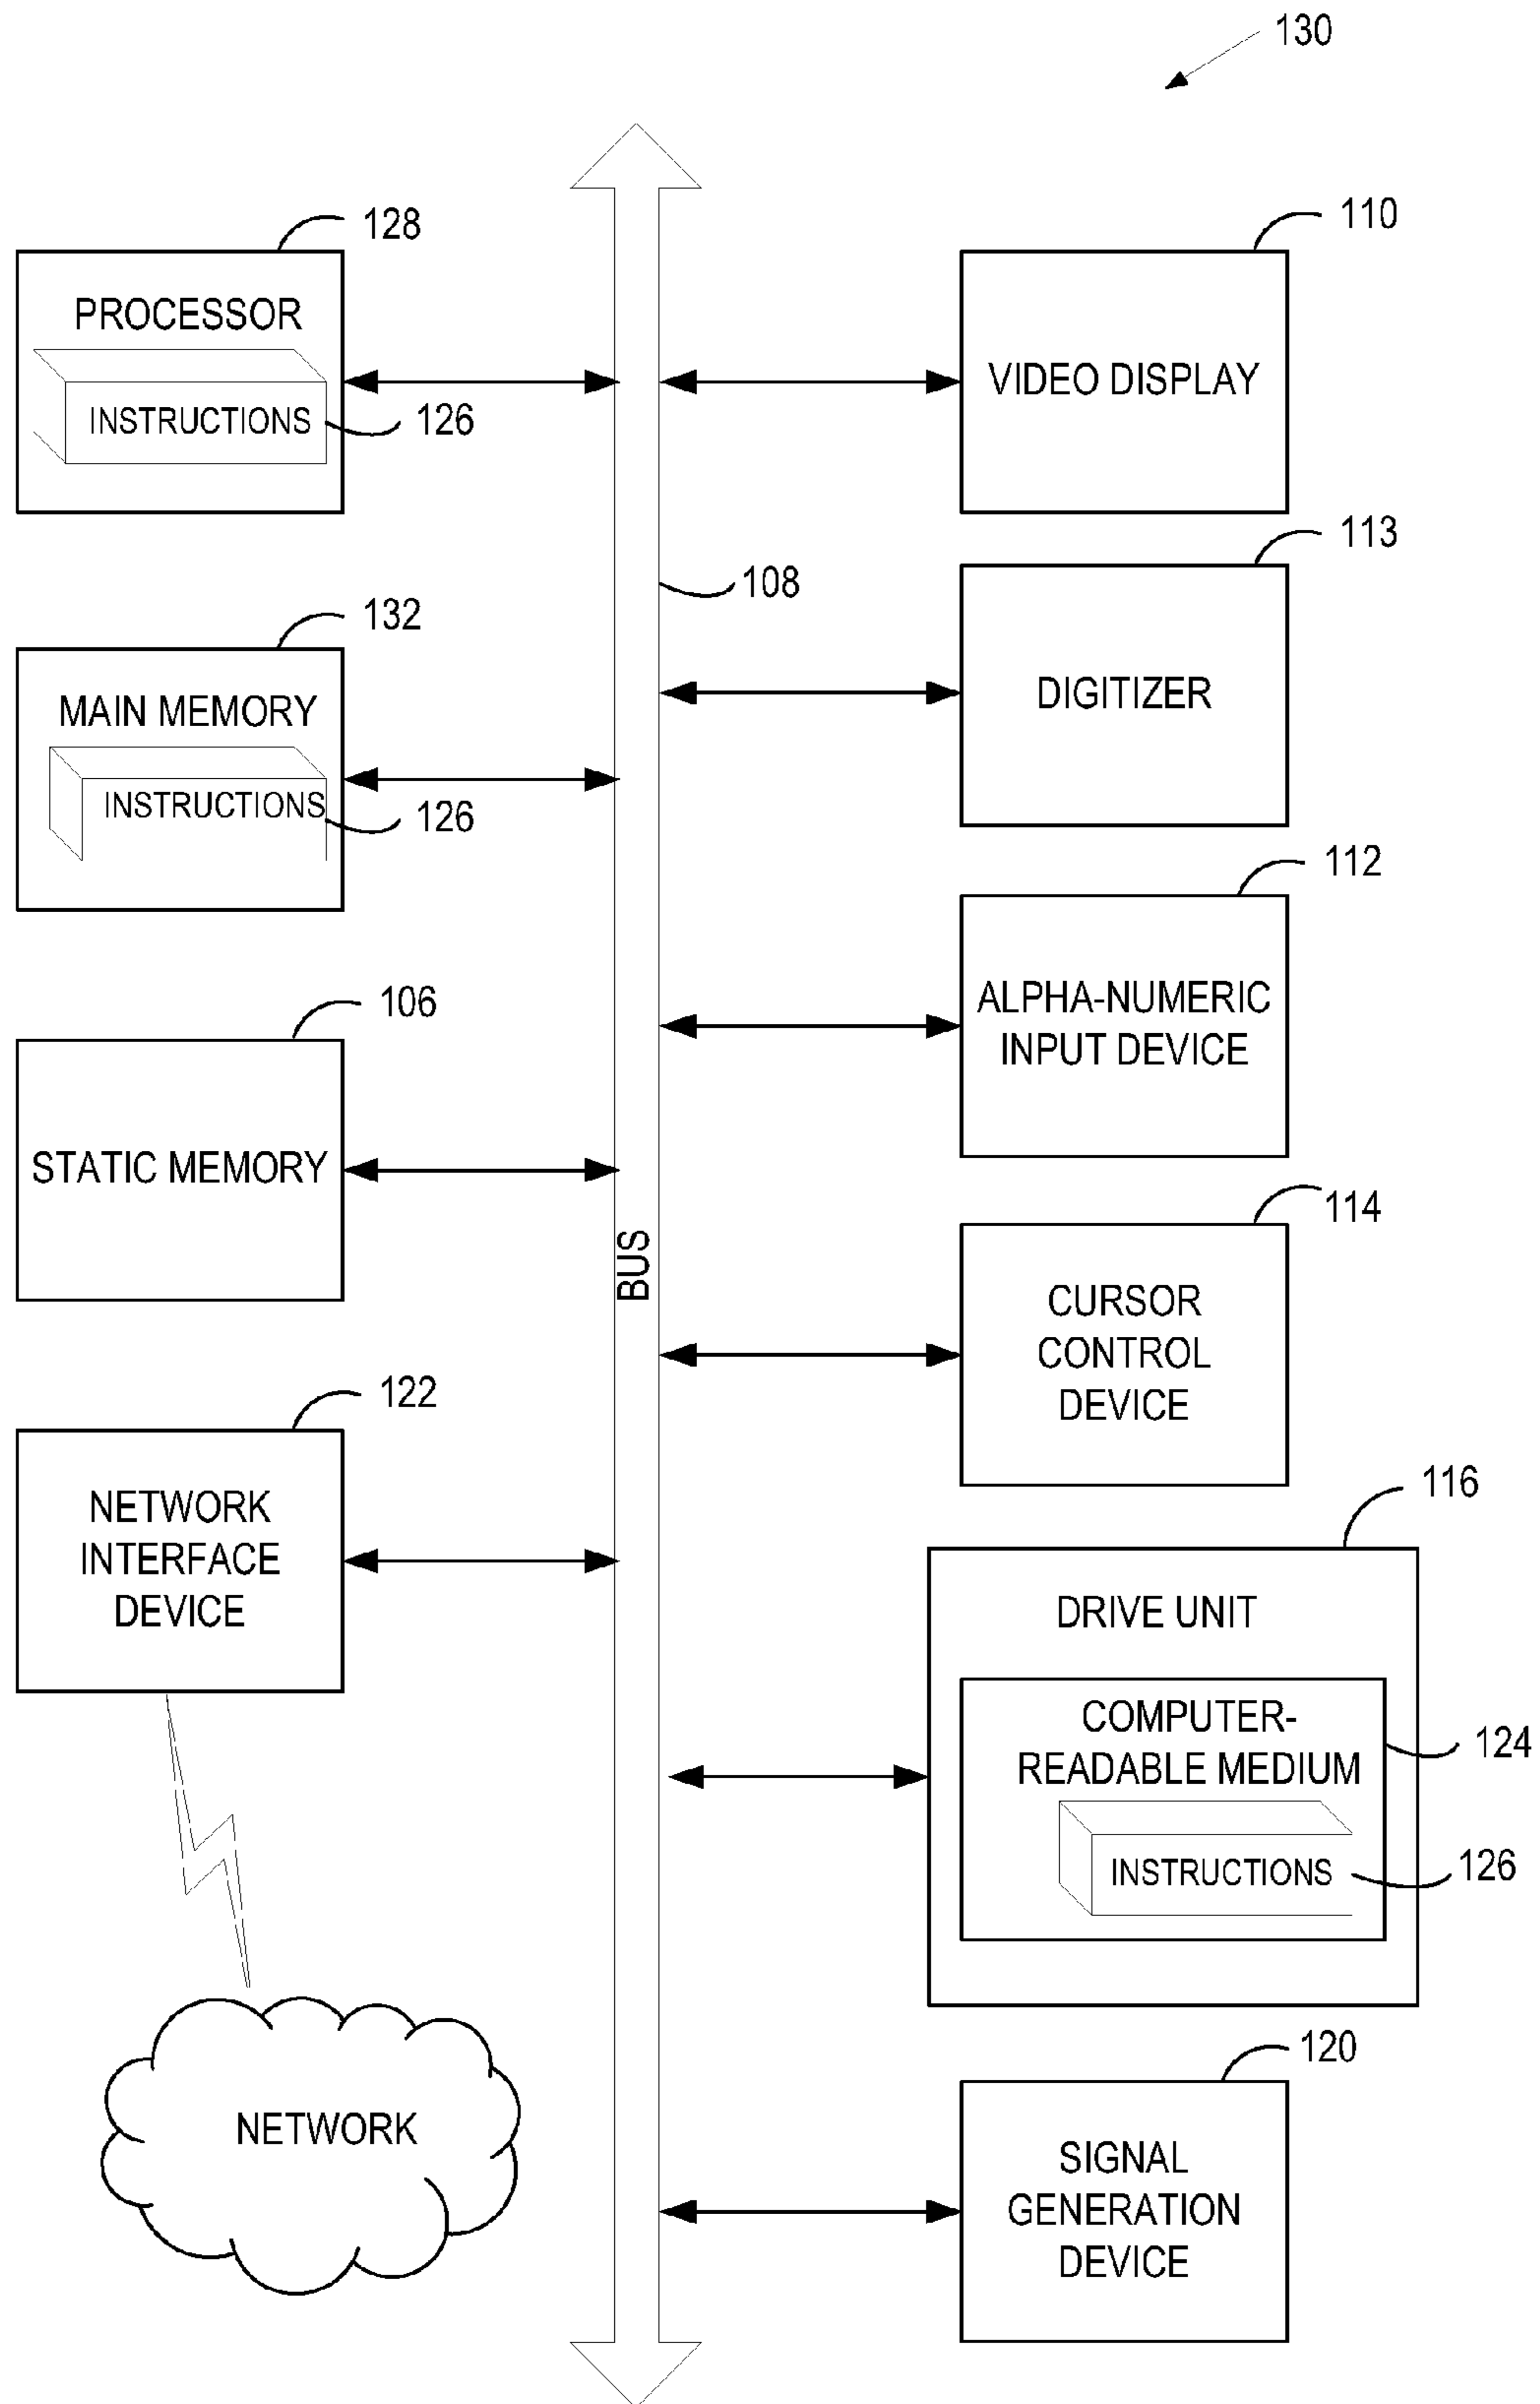 130
128
PROCESSOR
INSTRUCTIONS
126
132
MAIN MEMORY
INSTRUCTIONS
126
106
STATIC MEMORY
122
NETWORK
INTERFACE
DEVICE
NETWORK
108
BUS
110
VIDEO DISPLAY
113
DIGITIZER
112
ALPHA-NUMERIC
INPUT DEVICE
114
CURSOR
CONTROL
DEVICE
116
DRIVE UNIT
COMPUTER-
READABLE MEDIUM
124
INSTRUCTIONS
126
120
SIGNAL
GENERATION
DEVICE